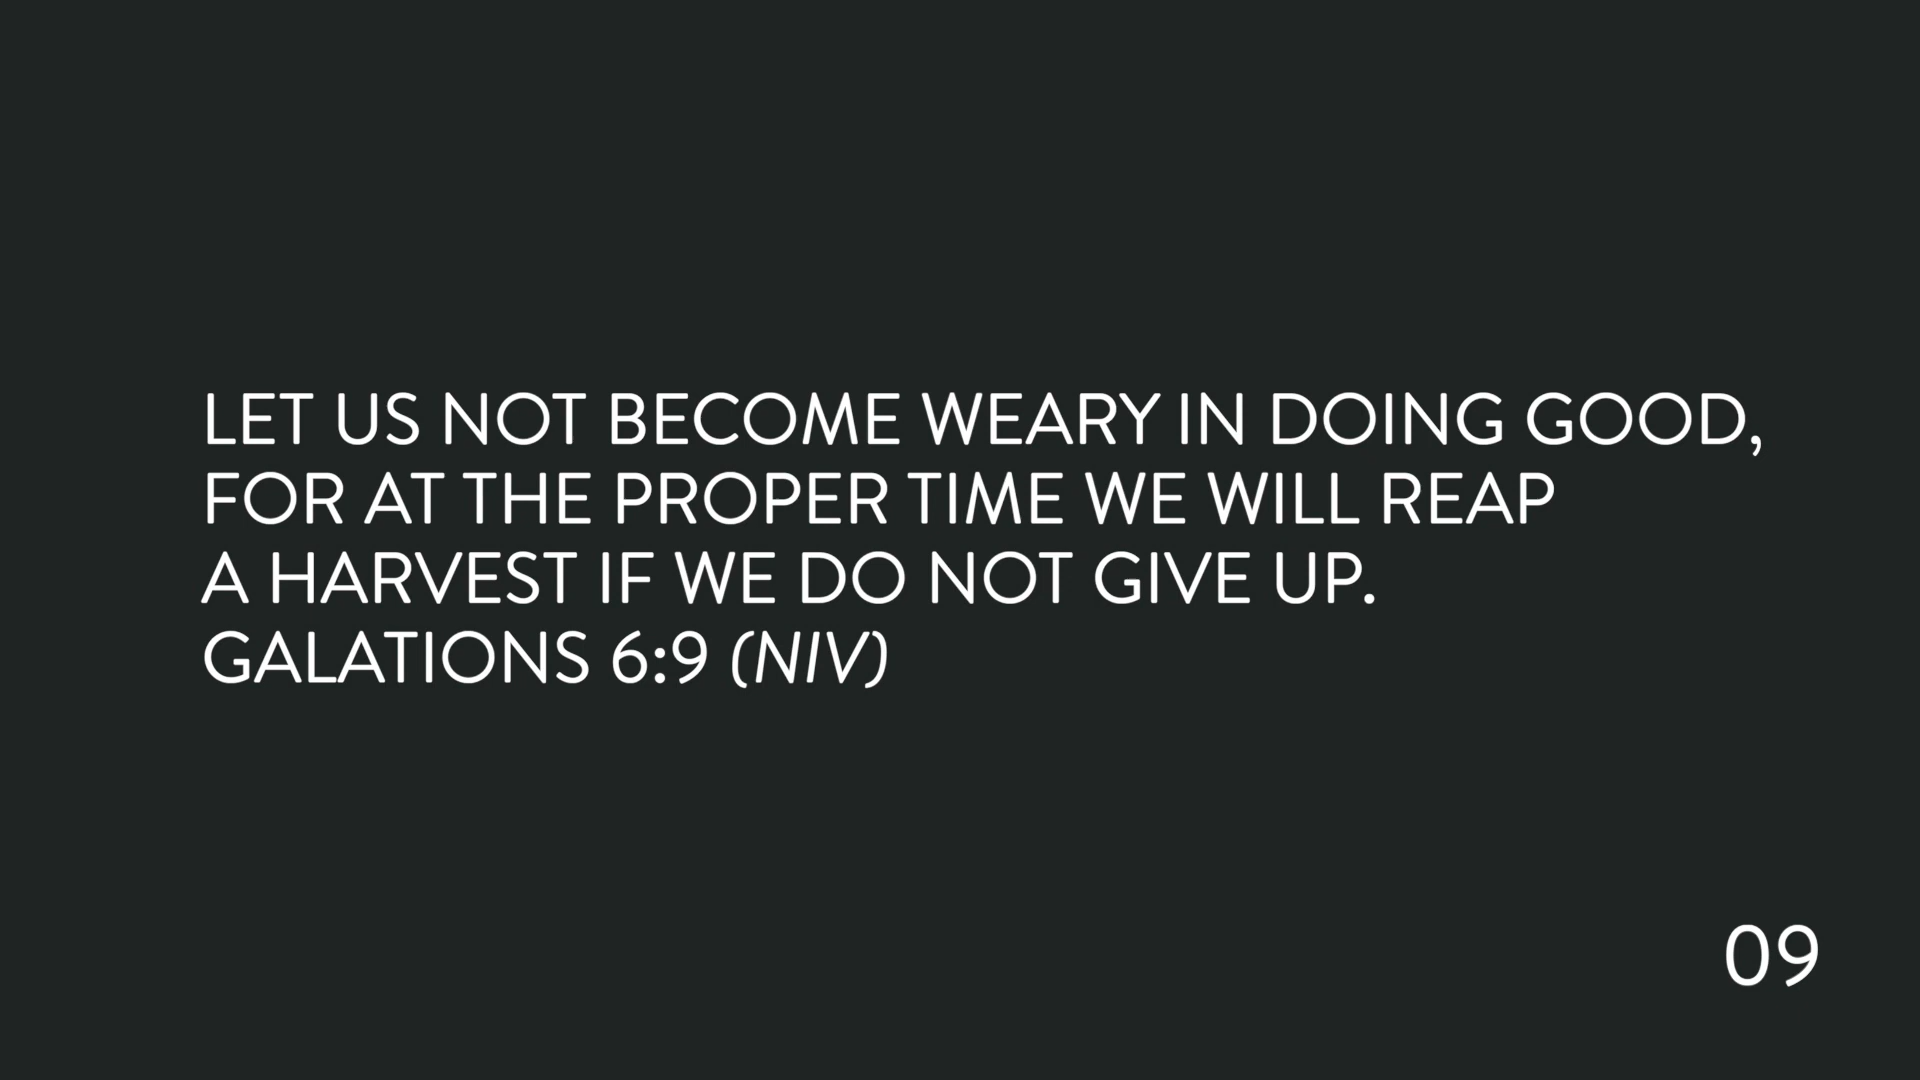 LET US NOT BECOME WEARY IN DOING GOOD,
FOR AT THE PROPER TIME WE WILL REAP
A HARVEST IF WE DO NOT GIVE UP.
GALATIONS 6:9 (NIV)
09